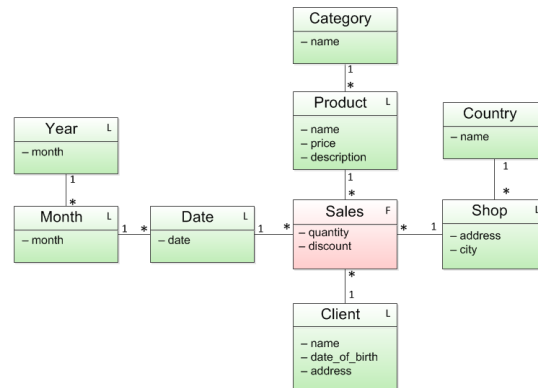 Category
– name
1
*
Product L
– name
– price
– description
1
*
Year L
– month
1
*
Month L
– month
1 *
Date L
– date
1 *
Sales F
– quantity
– discount
* 1
Country
– name
1
*
Shop L
– address
– city
*
1
Client L
– name
– date_of_birth
– address